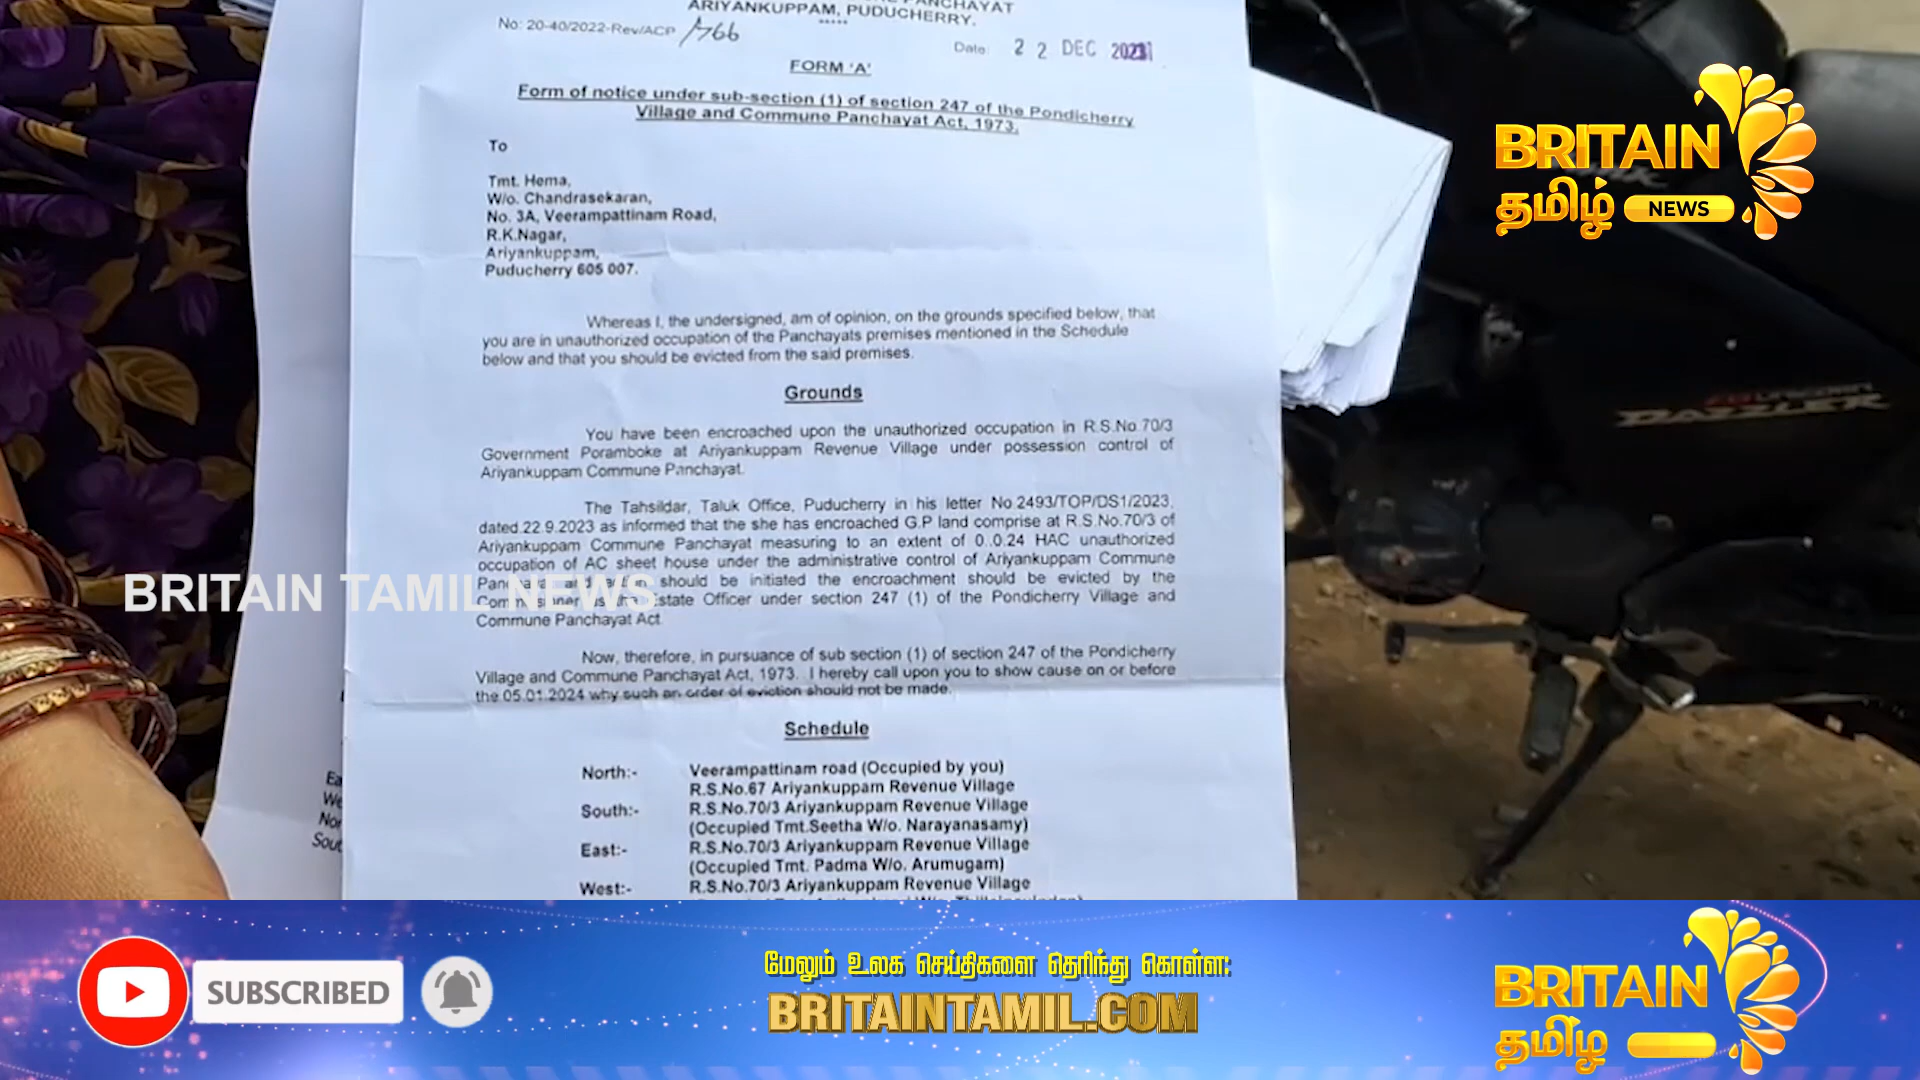 ARIYANKUPPAM, PUDUCHERRY.
No: 20-40/2022-Rev/ACP /766
Date: 22 DEC 2023
FORM 'A'
Form of notice under sub-section (1) of section 247 of the Pondicherry
Village and Commune Panchayat Act, 1973.
To
Tmt. Hema,
W/o. Chandrasekaran,
No. 3A, Veerampattinam Road,
R.K.Nagar,
Ariyankuppam,
Puducherry 605 007.
Whereas I, the undersigned, am of opinion, on the grounds specified below, that
you are in unauthorized occupation of the Panchayats premises mentioned in the Schedule
below and that you should be evicted from the said premises.
Grounds
You have been encroached upon the unauthorized occupation in R.S.No.70/3
Government Poramboke at Ariyankuppam Revenue Village under possession control of
Ariyankuppam Commune Panchayat.
The Tahsildar, Taluk Office, Puducherry in his letter No.2493/TOP/DS1/2023,
dated.22.9.2023 as informed that the she has encroached G.P land comprise at R.S.No.70/3 of
Ariyankuppam Commune Panchayat measuring to an extent of 0..0.24 HAC unauthorized
occupation of AC sheet house under the administrative control of Ariyankuppam Commune
should be initiated the encroachment should be evicted by the
Estate Officer under section 247 (1) of the Pondicherry Village and
Commune Panchayat Act
Now, therefore, in pursuance of sub section (1) of section 247 of the Pondicherry
Village and Commune Panchayat Act, 1973. I hereby call upon you to show cause on or before
the 05.01.2024 why such an order of eviction should not be made.
Schedule
North:- Veerampattinam road (Occupied by you)
R.S.No.67 Ariyankuppam Revenue Village
South:- R.S.No.70/3 Ariyankuppam Revenue Village
(Occupied Tmt.Seetha W/o. Narayanasamy)
East:- R.S.No.70/3 Ariyankuppam Revenue Village
(Occupied Tmt. Padma W/o. Arumugam)
West:- R.S.No.70/3 Ariyankuppam Revenue Village
BRITAIN TAMIL NEWS
BRITAIN
தமிழ் NEWS
DAZZLER
SUBSCRIBED
மேலும் உலக செய்திகளை தெரிந்து கொள்ள:
BRITAINTAMIL.COM
BRITAIN
தமிழ்